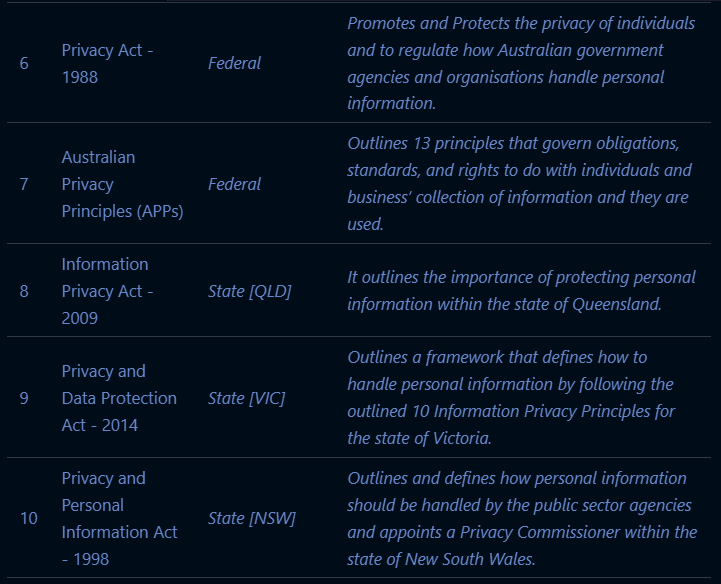 6
Privacy Act -
1988
Federal
Promotes and Protects the privacy of individuals
and to regulate how Australian government
agencies and organisations handle personal
information.
7
Australian
Privacy
Principles (APPs)
Federal
Outlines 13 principles that govern obligations,
standards, and rights to do with individuals and
business’ collection of information and they are
used.
8
Information
Privacy Act -
2009
State [QLD]
It outlines the importance of protecting personal
information within the state of Queensland.
9
Privacy and
Data Protection
Act - 2014
State [VIC]
Outlines a framework that defines how to
handle personal information by following the
outlined 10 Information Privacy Principles for
the state of Victoria.
10
Privacy and
Personal
Information Act
- 1998
State [NSW]
Outlines and defines how personal information
should be handled by the public sector agencies
and appoints a Privacy Commissioner within the
state of New South Wales.